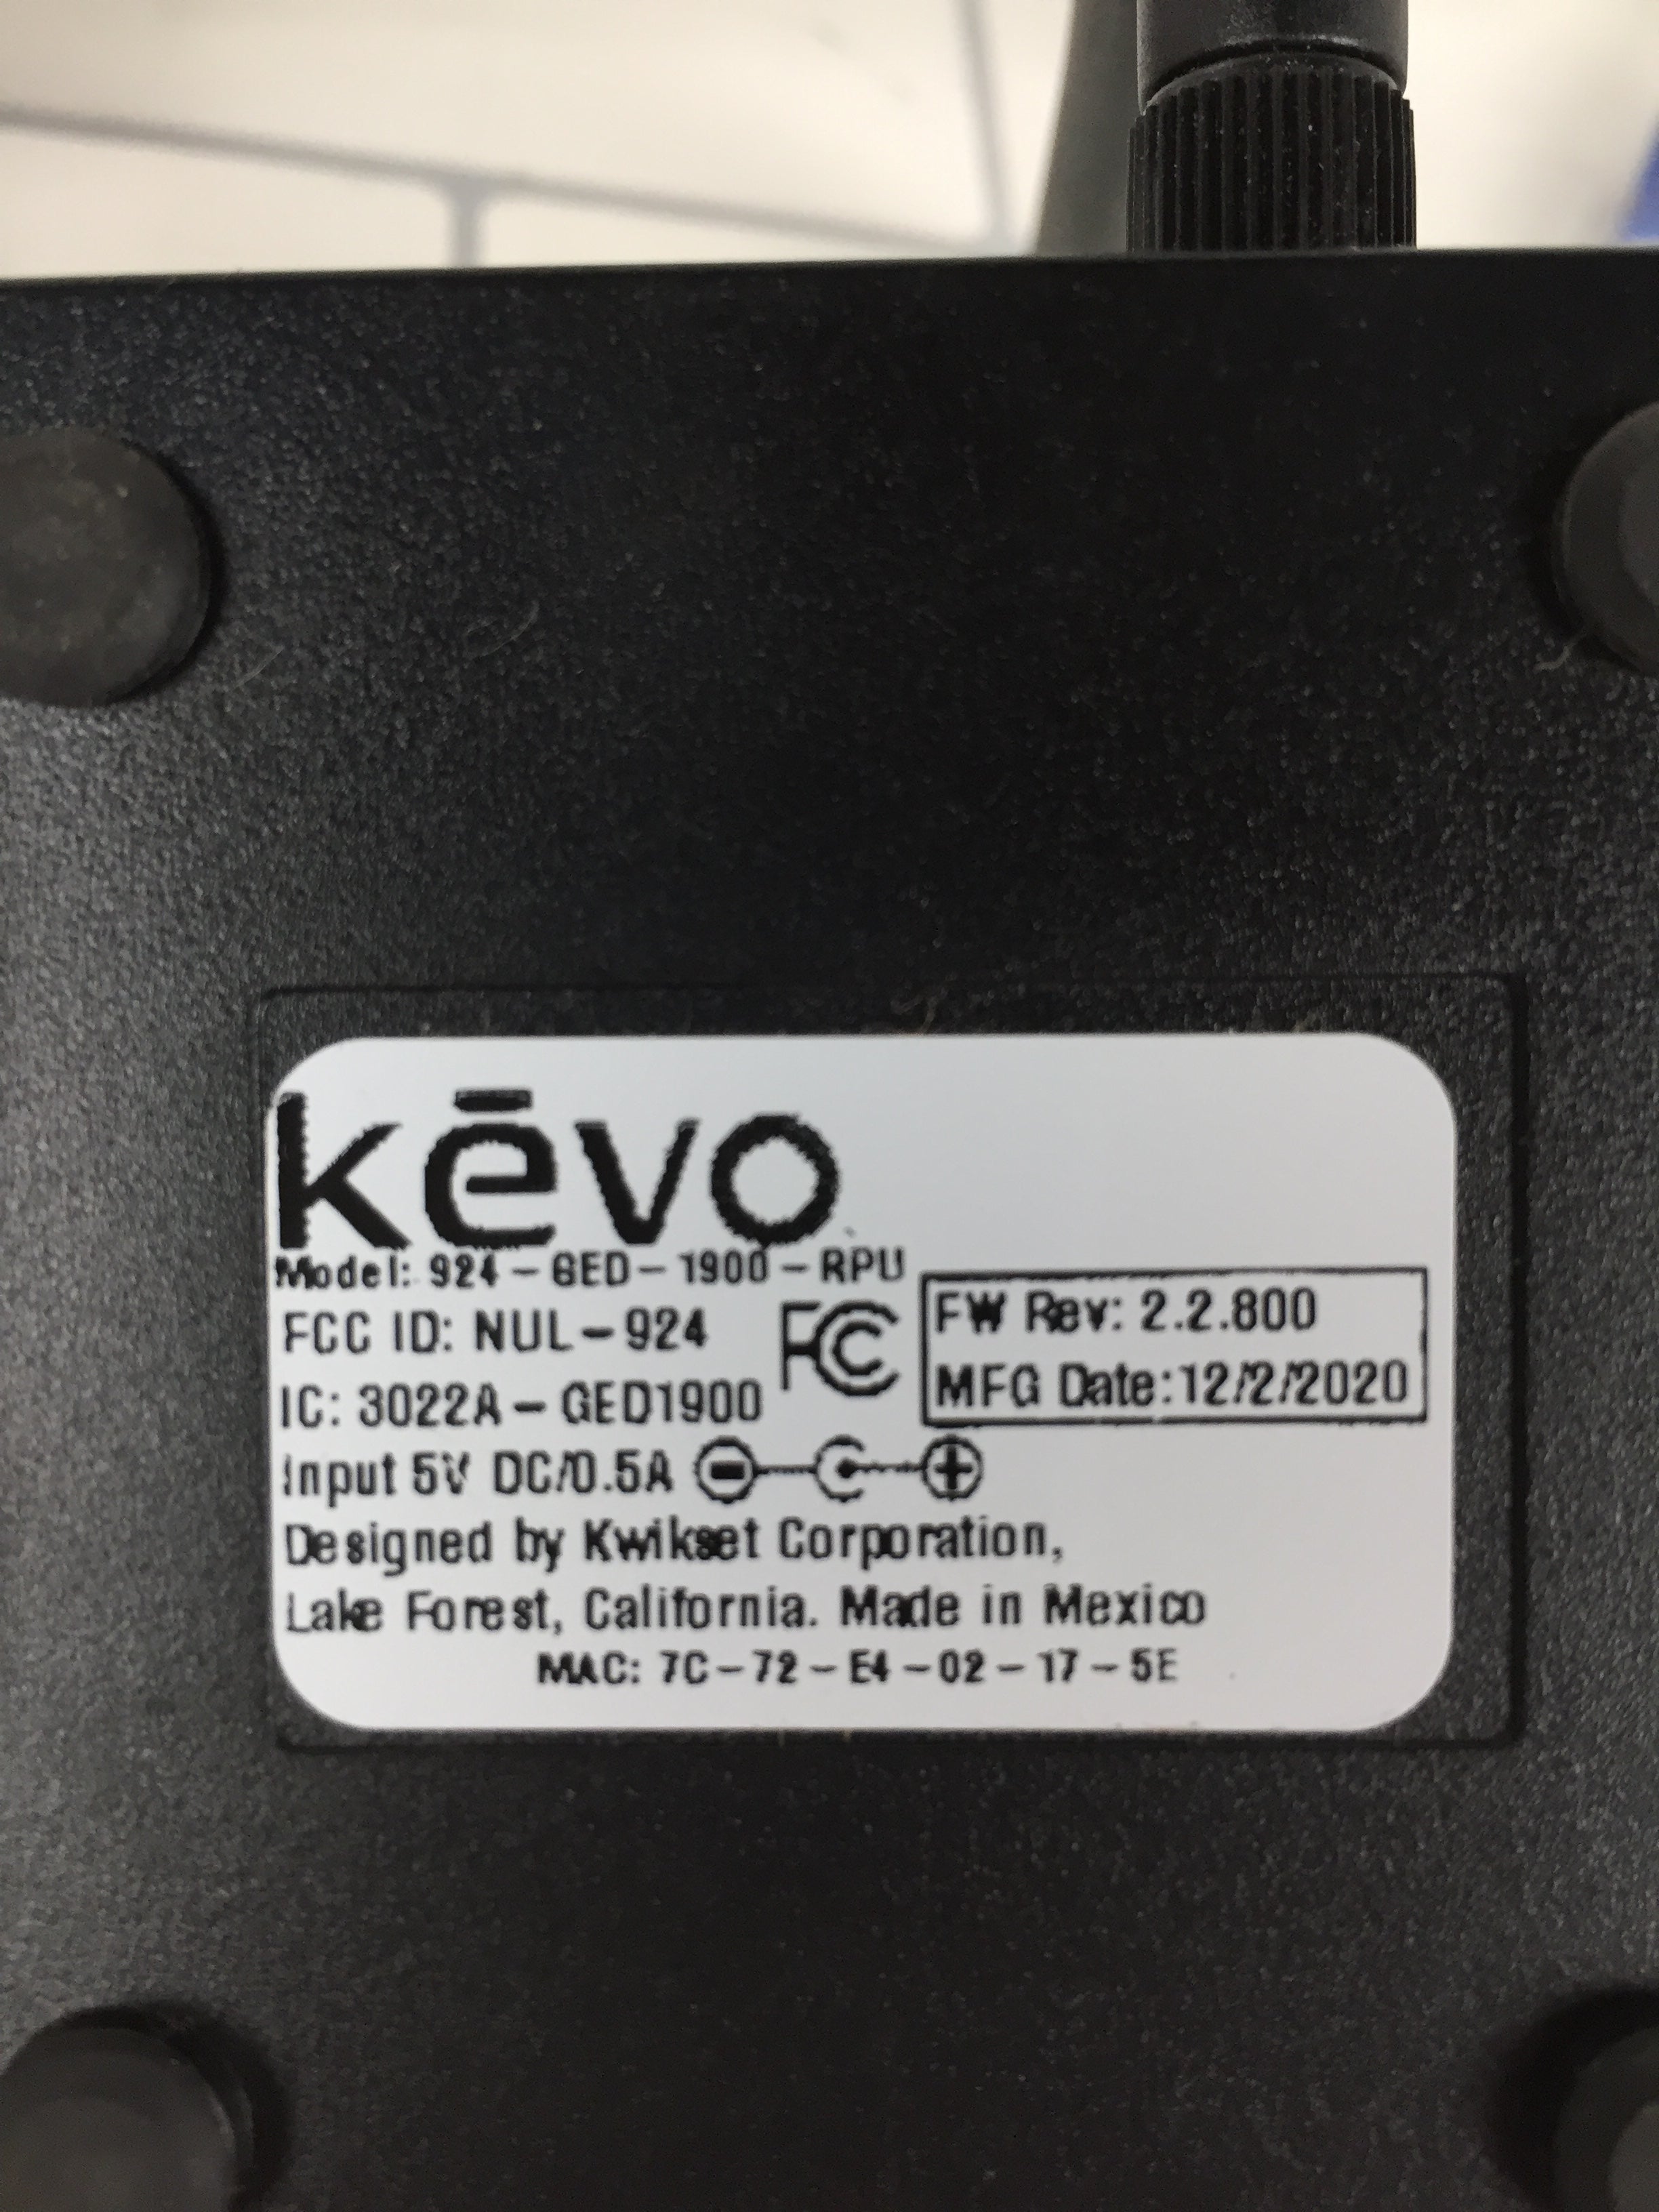 kēvo
Model: 924-GED-1900-RPU
FCC ID: NUL-924
FC
FW Rev: 2.2.800
MFG Date:12/2/2020
IC: 3022A-GED1900
Input 5V DC/0.5A
Designed by Kwikset Corporation,
Lake Forest, California. Made in Mexico
MAC: 7C-72-E4-02-17-5E